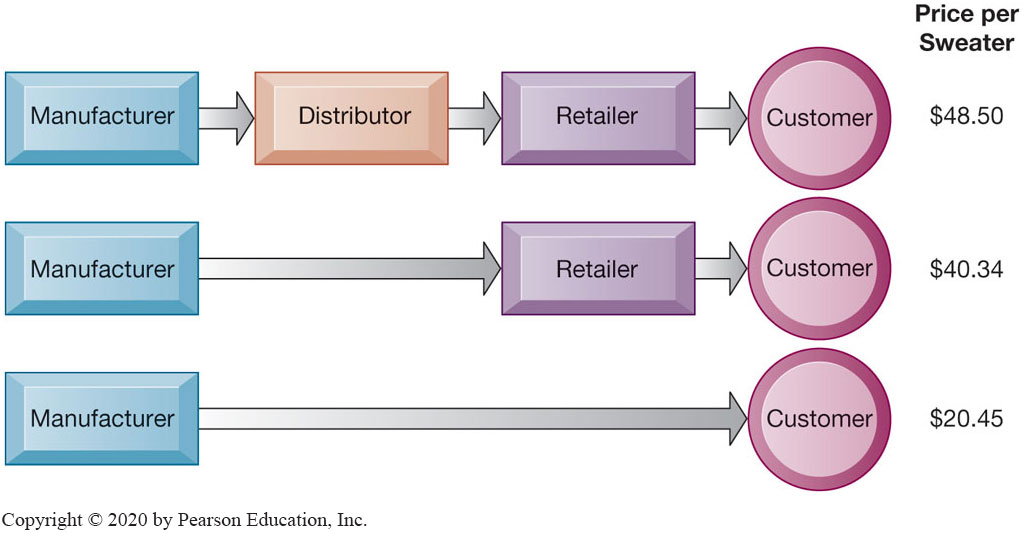 Price per
Sweater
Manufacturer
Distributor
Retailer
Customer
$48.50
Manufacturer
Retailer
Customer
$40.34
Manufacturer
Customer
$20.45
Copyright © 2020 by Pearson Education, Inc.